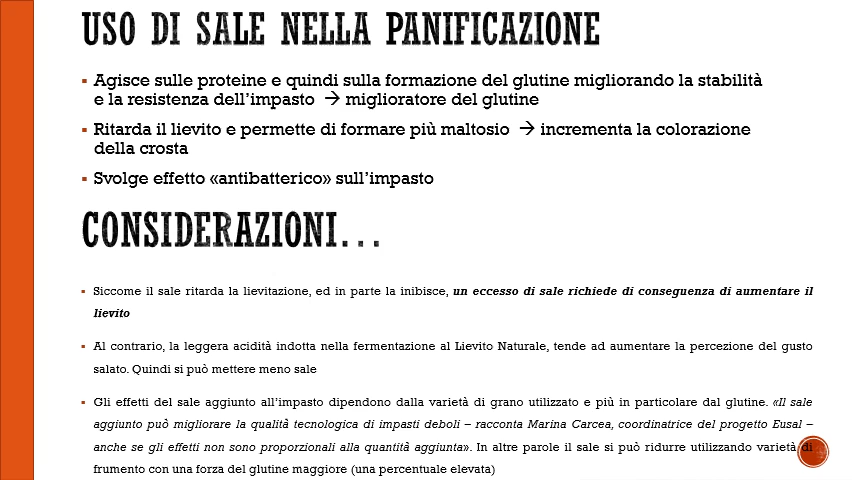 USO DI SALE NELLA PANIFICAZIONE
▪ Agisce sulle proteine e quindi sulla formazione del glutine migliorando la stabilità
e la resistenza dell'impasto → miglioratore del glutine
▪ Ritarda il lievito e permette di formare più maltosio → incrementa la colorazione
della crosta
▪ Svolge effetto «antibatterico» sull'impasto
CONSIDERAZIONI...
▪ Siccome il sale ritarda la lievitazione, ed in parte la inibisce, un eccesso di sale richiede di conseguenza di aumentare il
lievito
▪ Al contrario, la leggera acidità indotta nella fermentazione al Lievito Naturale, tende ad aumentare la percezione del gusto
salato. Quindi si può mettere meno sale
▪ Gli effetti del sale aggiunto all'impasto dipendono dalla varietà di grano utilizzato e più in particolare dal glutine. «Il sale
aggiunto può migliorare la qualità tecnologica di impasti deboli – racconta Marina Carcea, coordinatrice del progetto Eusal –
anche se gli effetti non sono proporzionali alla quantità aggiunta». In altre parole il sale si può ridurre utilizzando varietà di
frumento con una forza del glutine maggiore (una percentuale elevata)